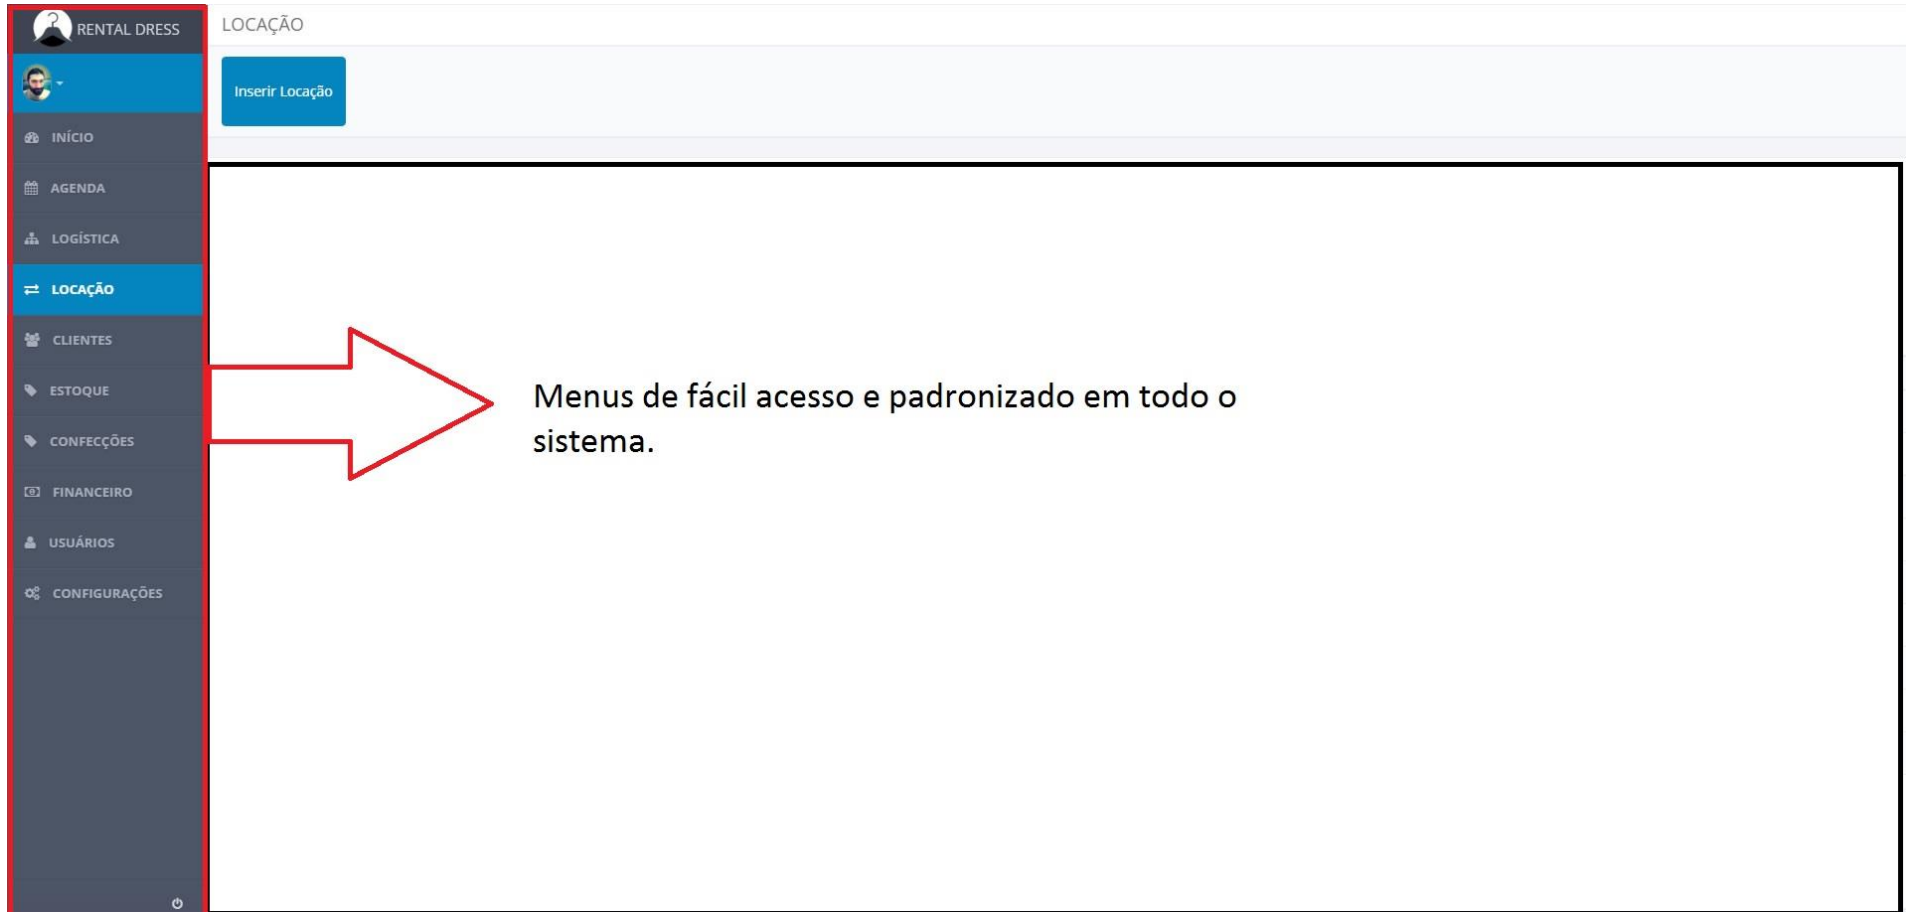 RENTAL DRESS
LOCAÇÃO
Inserir Locação
INÍCIO
AGENDA
LOGÍSTICA
LOCAÇÃO
CLIENTES
ESTOQUE
CONFECÇÕES
FINANCEIRO
USUÁRIOS
CONFIGURAÇÕES
Menus de fácil acesso e padronizado em todo o
sistema.